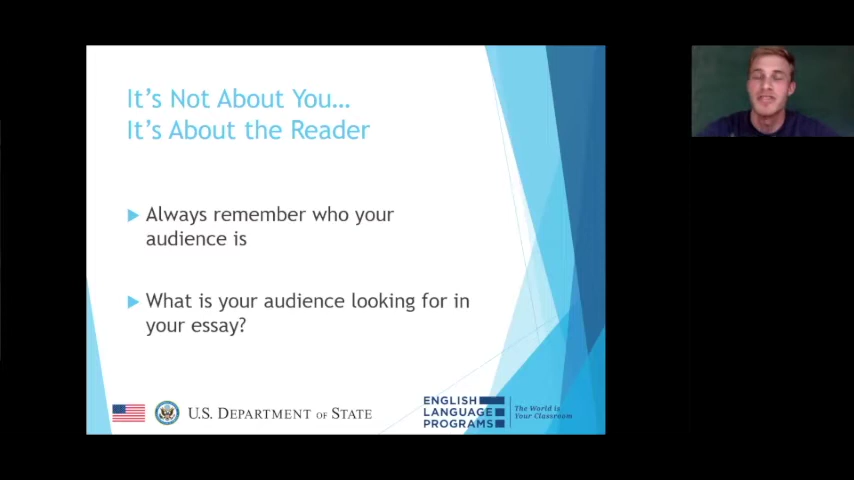 It's Not About You…
It's About the Reader
Always remember who your
audience is
What is your audience looking for in
your essay?
U.S. DEPARTMENT OF STATE
ENGLISH
LANGUAGE
PROGRAMS
The World is
Your Classroom